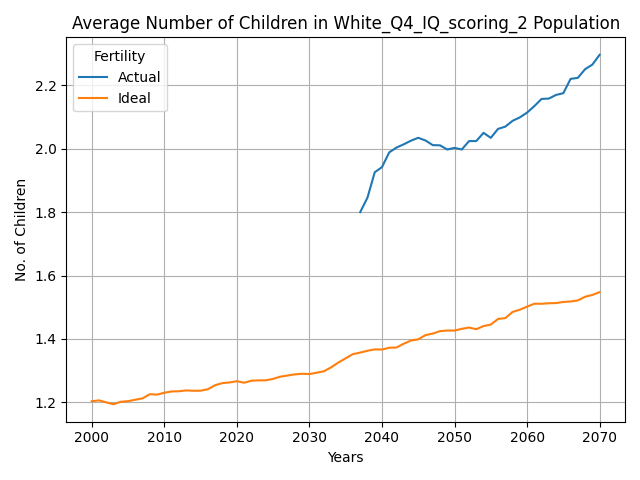 Average Number of Children in White_Q4_IQ_scoring_2 Population
Fertility
Actual
Ideal
No. of Children
2.2
2.0
1.8
1.6
1.4
1.2
2000 2010 2020 2030 2040 2050 2060 2070
Years